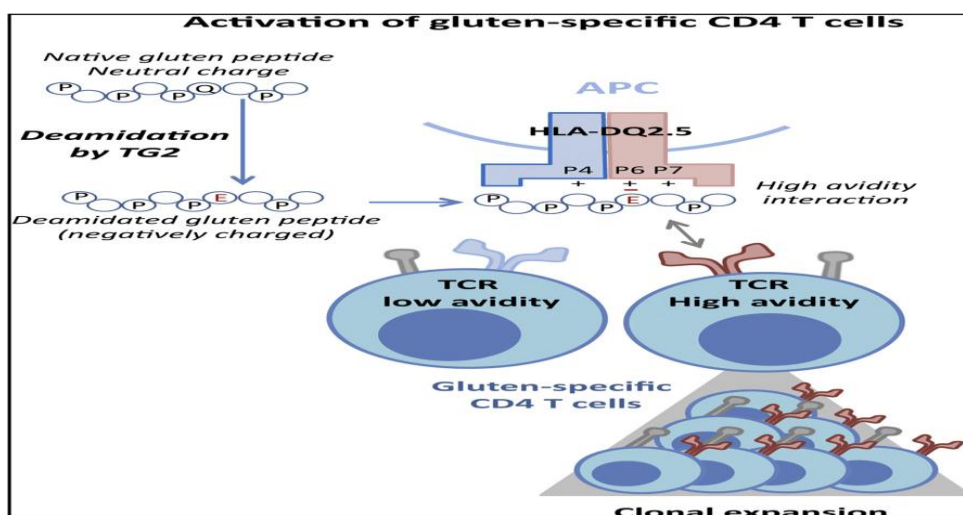 Activation of gluten-specific CD4 T cells
Native gluten peptide
Neutral charge
P P P Q P
Deamidation
by TG2
P P P E P
Deamidated gluten peptide
(negatively charged)
APC
HLA-DQ2.5
P4 P6 P7
+ + +
−
P P P E P
High avidity
interaction
TCR
low avidity
TCR
High avidity
Gluten-specific
CD4 T cells
Clonal expansion